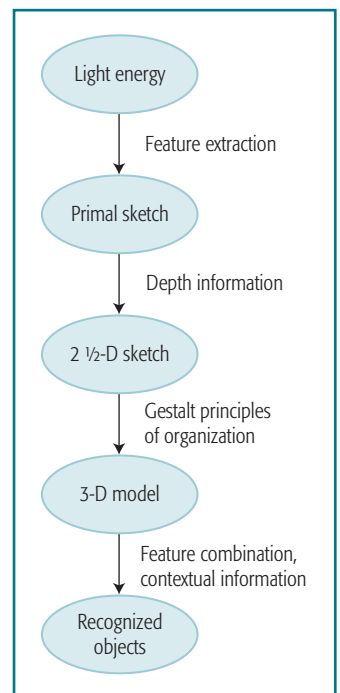 Light energy
Feature extraction
Primal sketch
Depth information
2 ½-D sketch
Gestalt principles
of organization
3-D model
Feature combination,
contextual information
Recognized
objects